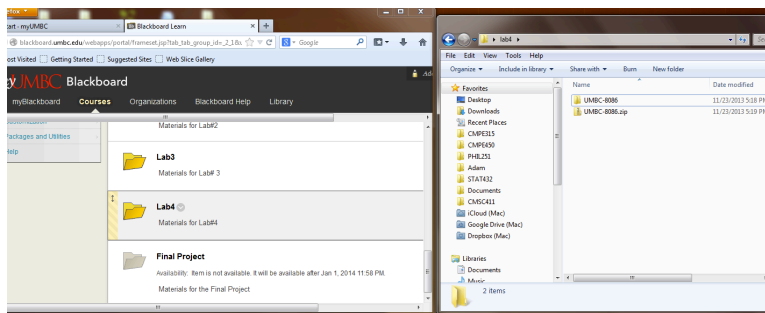 efox
tart - myUMBC × Blackboard Learn × +
blackboard.umbc.edu/webapps/portal/frameset.jsp?tab_tab_group_id=_2_1&u Google
ost Visited Getting Started Suggested Sites Web Slice Gallery
myUMBC Blackboard
myBlackboard Courses Organizations Blackboard Help Library
Materials for Lab#2
Packages and Utilities
Help
Lab3
Materials for Lab# 3
Lab4
Materials for Lab#4
Final Project
Availability: Item is not available. It will be available after Jan 1, 2014 11:58 PM.
Materials for the Final Project
lab4
File Edit View Tools Help
Organize Include in library Share with Burn New folder
Favorites
Desktop
Downloads
Recent Places
CMPE315
CMPE450
PHIL251
Adam
STAT432
Documents
CMSC411
iCloud (Mac)
Google Drive (Mac)
Dropbox (Mac)
Libraries
Documents
Music
Name Date modified
UMBC-8086 11/23/2013 5:18 PM
UMBC-8086.zip 11/23/2013 5:19 PM
2 items